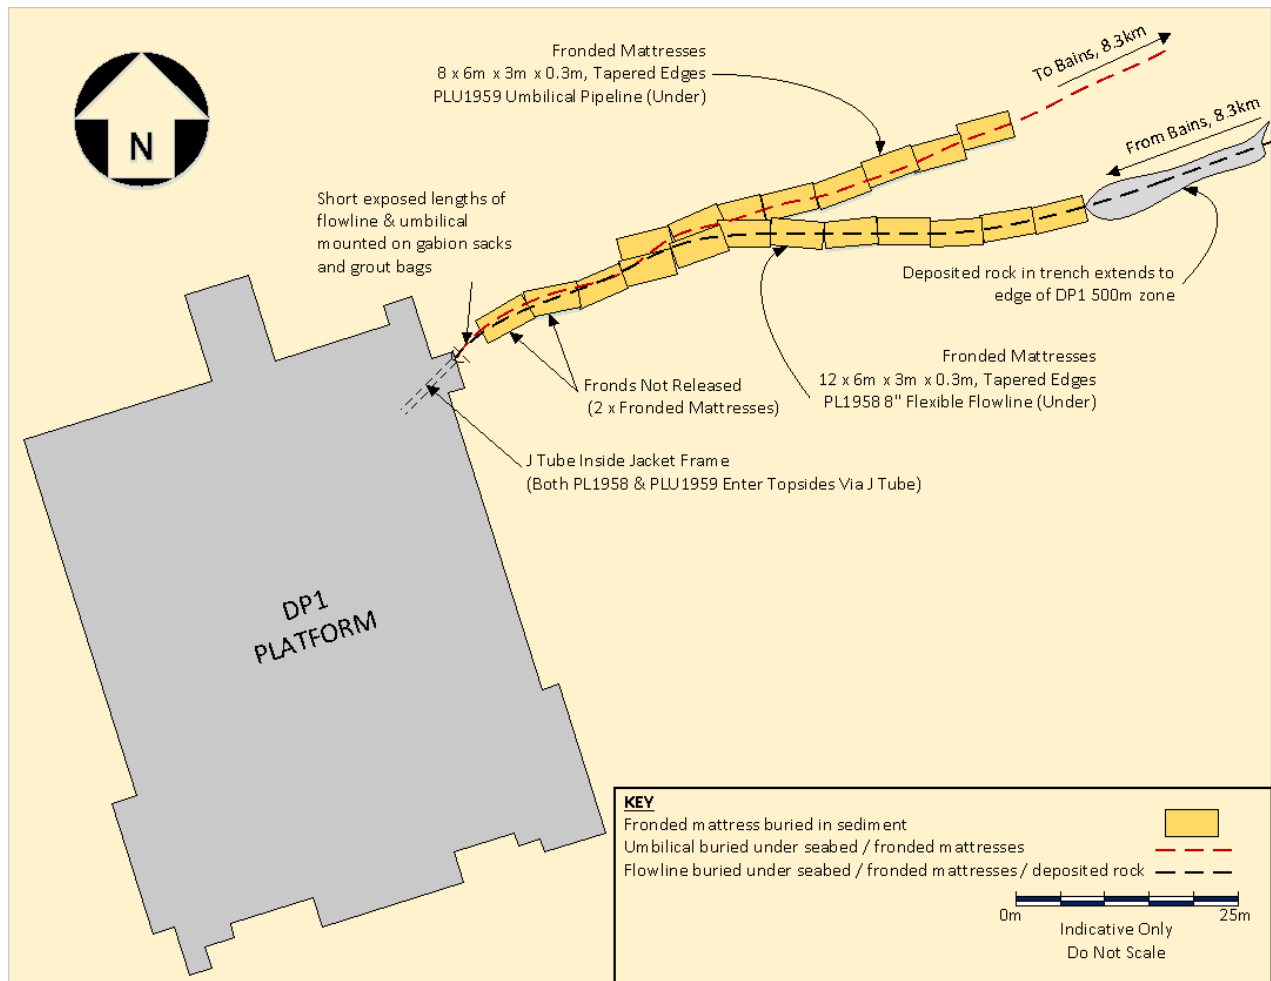 Fronded Mattresses
8 x 6m x 3m x 0.3m, Tapered Edges
PLU1959 Umbilical Pipeline (Under)
To Bains, 8.3km
From Bains, 8.3km
N
Short exposed lengths of
flowline & umbilical
mounted on gabion sacks
and grout bags
Deposited rock in trench extends to
edge of DP1 500m zone
Fronded Mattresses
12 x 6m x 3m x 0.3m, Tapered Edges
PL1958 8" Flexible Flowline (Under)
Fronds Not Released
(2 x Fronded Mattresses)
J Tube Inside Jacket Frame
(Both PL1958 & PLU1959 Enter Topsides Via J Tube)
DP1
PLATFORM
KEY
Fronded mattress buried in sediment
Umbilical buried under seabed / fronded mattresses
Flowline buried under seabed / fronded mattresses / deposited rock
0m 25m
Indicative Only
Do Not Scale